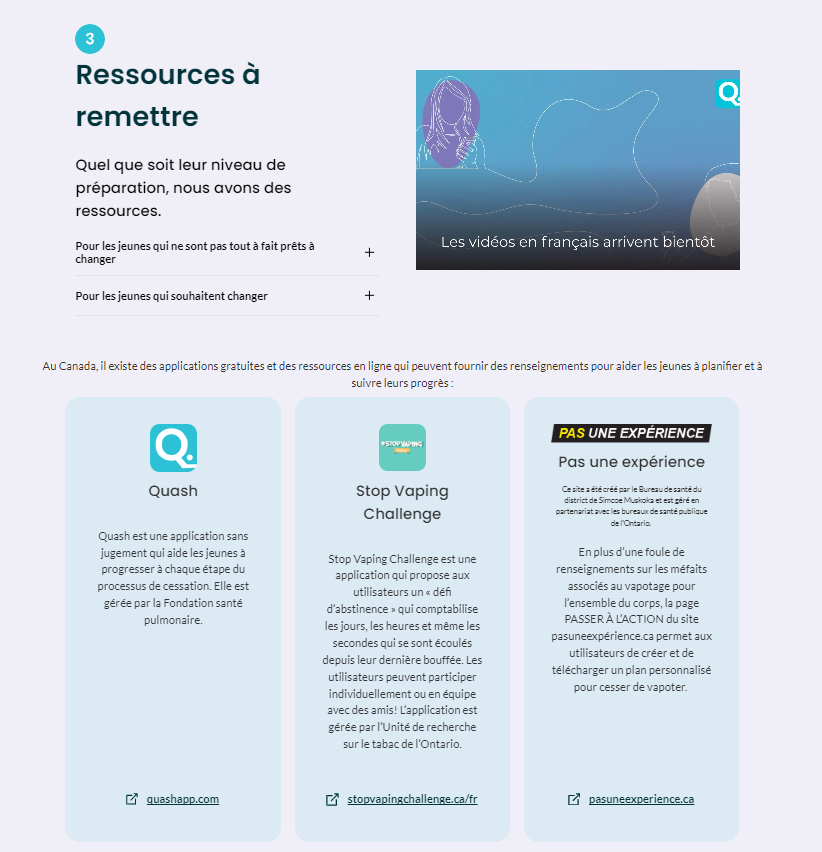 3
Ressources à
remettre
Quel que soit leur niveau de
préparation, nous avons des
ressources.
Pour les jeunes qui ne sont pas tout à fait prêts à
changer
Pour les jeunes qui souhaitent changer
Q.
Les vidéos en français arrivent bientôt
Au Canada, il existe des applications gratuites et des ressources en ligne qui peuvent fournir des renseignements pour aider les jeunes à planifier et à
suivre leurs progrès :
Q.
Quash
Quash est une application sans
jugement qui aide les jeunes à
progresser à chaque étape du
processus de cessation. Elle est
gérée par la Fondation santé
pulmonaire.
#STOPVAPING
Stop Vaping
Challenge
Stop Vaping Challenge est une
application qui propose aux
utilisateurs un « défi
d’abstinence » qui comptabilise
les jours, les heures et même les
secondes qui se sont écoulés
depuis leur dernière bouffée. Les
utilisateurs peuvent participer
individuellement ou en équipe
avec des amis! L’application est
gérée par l’Unité de recherche
sur le tabac de l’Ontario.
PAS UNE EXPÉRIENCE
Pas une expérience
Ce site a été créé par le Bureau de santé du
district de Simcoe Muskoka et est géré en
partenariat avec les bureaux de santé publique
de l'Ontario.
En plus d’une foule de
renseignements sur les méfaits
associés au vapotage pour
l’ensemble du corps, la page
PASSER À L’ACTION du site
pasuneexpérience.ca permet aux
utilisateurs de créer et de
télécharger un plan personnalisé
pour cesser de vapoter.
quashapp.com
stopvapingchallenge.ca/fr
pasuneexperience.ca